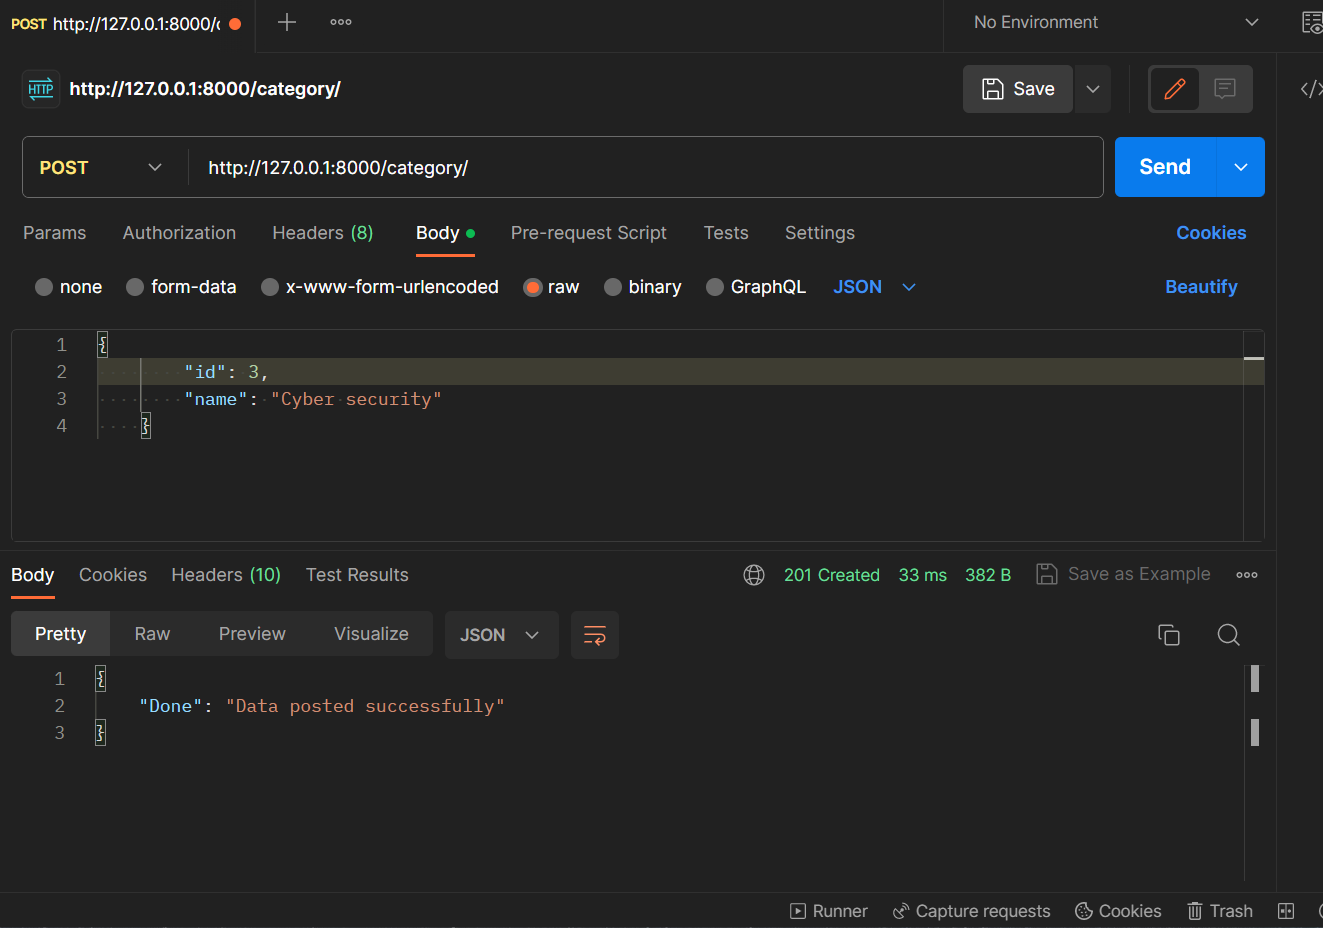 POST http://127.0.0.1:8000/c
No Environment
HTTP http://127.0.0.1:8000/category/
Save
POST http://127.0.0.1:8000/category/
Send
Params Authorization Headers (8) Body Pre-request Script Tests Settings Cookies
none form-data x-www-form-urlencoded raw binary GraphQL JSON Beautify
1 {
2 "id": 3,
3 "name": "Cyber security"
4 }
Body Cookies Headers (10) Test Results 201 Created 33 ms 382 B Save as Example
Pretty Raw Preview Visualize JSON
1 {
2 "Done": "Data posted successfully"
3 }
Runner Capture requests Cookies Trash